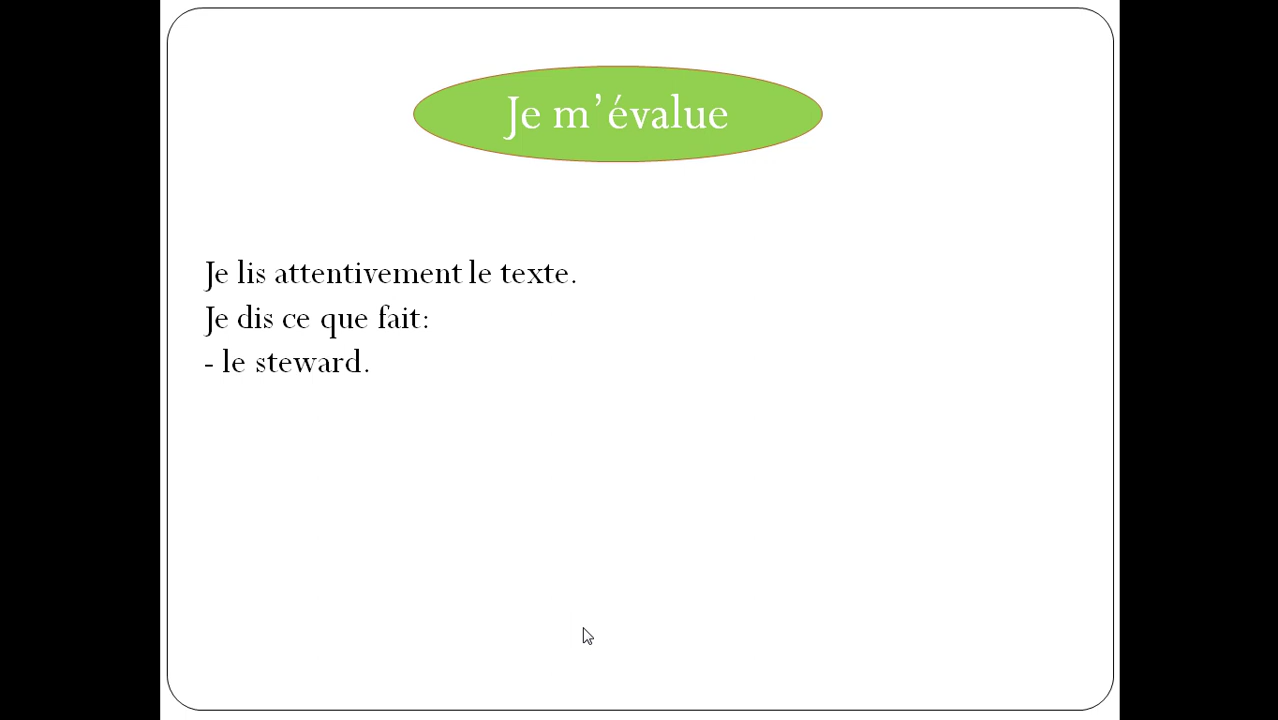 Je m’évalue
Je lis attentivement le texte.
Je dis ce que fait:
- le steward.